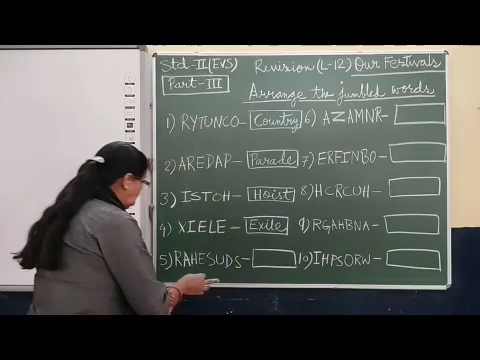 Std-II(EVS) Revision (L-12) Our Festivals
Part-III
Arrange the jumbled words
1) RYTUNCO- Country 6) AZAMNR-
2) AREDAP- Parade 7) ERFINBO-
3) ISTOH- Hoist 8) HCRCUH-
4) XIELE- Exile 9) RGAHBNA-
5) RAHESUDS- 10) IHPSORW-